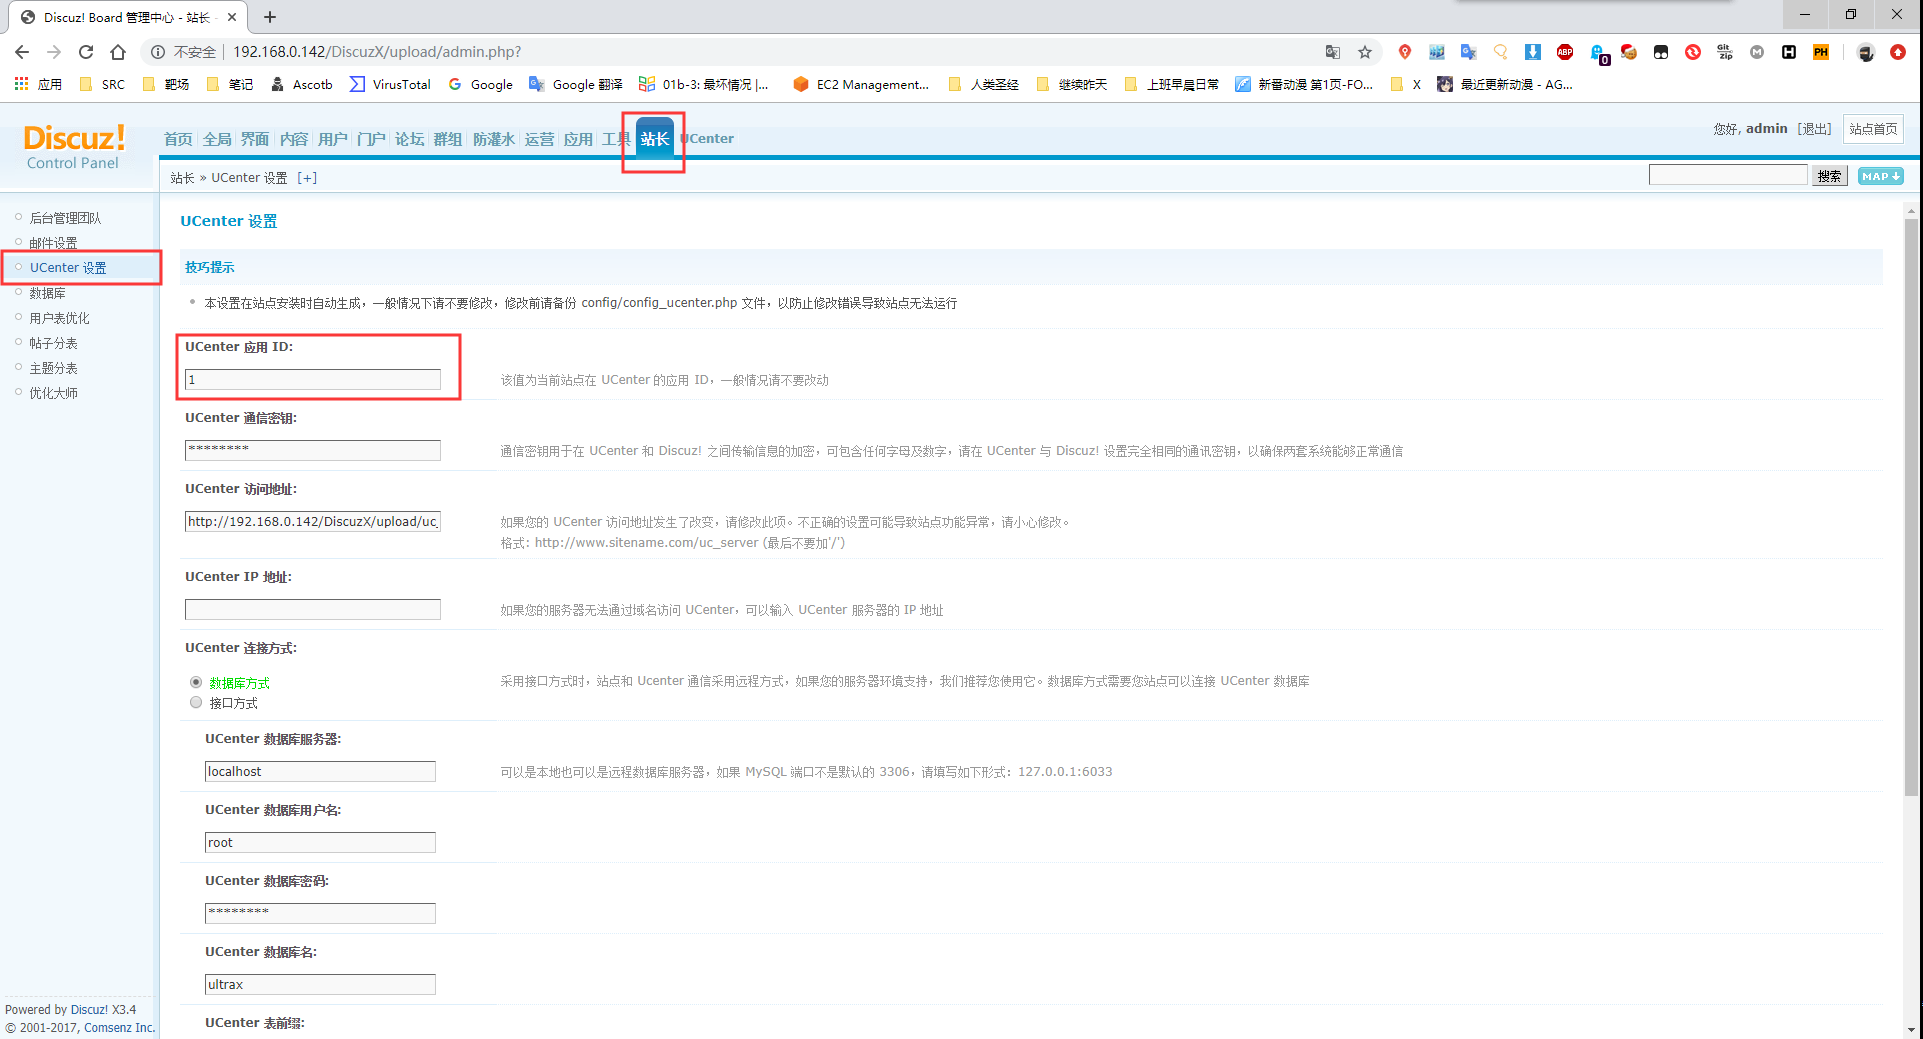 Discuz! Board 管理中心 - 站长 -
不安全 192.168.0.142/DiscuzX/upload/admin.php?
ABP 0 Git zip M H PH
应用 SRC 靶场 笔记 Ascotb VirusTotal Google Google 翻译 01b-3: 最坏情况 |... EC2 Management... 人类圣经 继续昨天 上班早晨日常 新番动漫 第1页-FO... X 最近更新动漫 - AG...
Discuz!
Control Panel
首页 全局 界面 内容 用户 门户 论坛 群组 防灌水 运营 应用 工具 站长 UCenter
您好, admin [退出] 站点首页
站长 » UCenter 设置 [+]
搜索 MAP
后台管理团队
邮件设置
UCenter 设置
数据库
用户表优化
帖子分表
主题分表
优化大师
UCenter 设置
技巧提示
本设置在站点安装时自动生成，一般情况下请不要修改，修改前请备份 config/config_ucenter.php 文件，以防止修改错误导致站点无法运行
UCenter 应用 ID:
1
该值为当前站点在 UCenter 的应用 ID，一般情况请不要改动
UCenter 通信密钥:
********
通信密钥用于在 UCenter 和 Discuz! 之间传输信息的加密，可包含任何字母及数字，请在 UCenter 与 Discuz! 设置完全相同的通讯密钥，以确保两套系统能够正常通信
UCenter 访问地址:
http://192.168.0.142/DiscuzX/upload/uc_
如果您的 UCenter 访问地址发生了改变，请修改此项。不正确的设置可能导致站点功能异常，请小心修改。
格式: http://www.sitename.com/uc_server (最后不要加'/')
UCenter IP 地址:
如果您的服务器无法通过域名访问 UCenter，可以输入 UCenter 服务器的 IP 地址
UCenter 连接方式:
数据库方式
接口方式
采用接口方式时，站点和 Ucenter 通信采用远程方式，如果您的服务器环境支持，我们推荐您使用它。数据库方式需要您站点可以连接 UCenter 数据库
UCenter 数据库服务器:
localhost
可以是本地也可以是远程数据库服务器，如果 MySQL 端口不是默认的 3306，请填写如下形式：127.0.0.1:6033
UCenter 数据库用户名:
root
UCenter 数据库密码:
********
UCenter 数据库名:
ultrax
UCenter 表前缀:
Powered by Discuz! X3.4
© 2001-2017, Comsenz Inc.